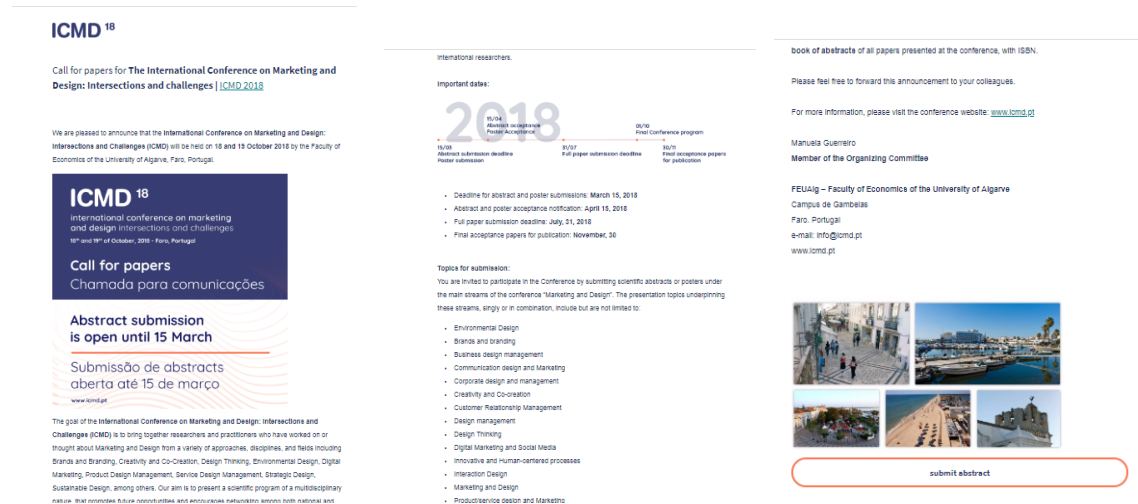 ICMD 18
Call for papers for The International Conference on Marketing and
Design: Intersections and challenges | ICMD 2018
We are pleased to announce that the International Conference on Marketing and Design:
Intersections and Challenges (ICMD) will be held on 18 and 19 October 2018 by the Faculty of
Economics of the University of Algarve, Faro, Portugal.
ICMD 18
international conference on marketing
and design intersections and challenges
18th and 19th of October, 2018 - Faro, Portugal
Call for papers
Chamada para comunicações
Abstract submission
is open until 15 March
Submissão de abstracts
aberta até 15 de março
www.icmd.pt
The goal of the International Conference on Marketing and Design: Intersections and
Challenges (ICMD) is to bring together researchers and practitioners who have worked on or
thought about Marketing and Design from a variety of approaches, disciplines, and fields including
Brands and Branding, Creativity and Co-Creation, Design Thinking, Environmental Design, Digital
Marketing, Product Design Management, Service Design Management, Strategic Design,
Sustainable Design, among others. Our aim is to present a scientific program of a multidisciplinary
nature, that promotes future opportunities and encourages networking among both national and
international researchers.
Important dates:
2018
15/04
Abstract acceptance
Poster Acceptance
01/10
Final Conference program
15/03
Abstract submission deadline
Poster submission
31/07
Full paper submission deadline
30/11
Final acceptance papers
for publication
• Deadline for abstract and poster submissions: March 15, 2018
• Abstract and poster acceptance notification: April 15, 2018
• Full paper submission deadline: July, 31, 2018
• Final acceptance papers for publication: November, 30
Topics for submission:
You are invited to participate in the Conference by submitting scientific abstracts or posters under
the main streams of the conference "Marketing and Design". The presentation topics underpinning
these streams, singly or in combination, include but are not limited to:
• Environmental Design
• Brands and branding
• Business design management
• Communication design and Marketing
• Corporate design and management
• Creativity and Co-creation
• Customer Relationship Management
• Design management
• Design Thinking
• Digital Marketing and Social Media
• Innovative and Human-centered processes
• Interaction Design
• Marketing and Design
• Product/service design and Marketing
book of abstracts of all papers presented at the conference, with ISBN.
Please feel free to forward this announcement to your colleagues.
For more information, please visit the conference website: www.icmd.pt
Manuela Guerreiro
Member of the Organizing Committee
FEUAlg – Faculty of Economics of the University of Algarve
Campus de Gambelas
Faro. Portugal
e-mail: info@icmd.pt
www.icmd.pt
submit abstract